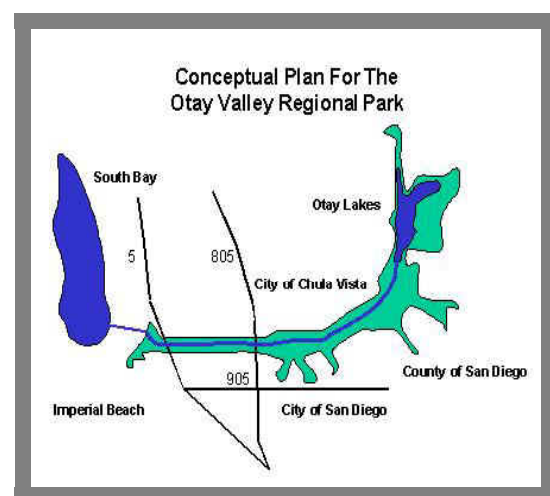 Conceptual Plan For The
Otay Valley Regional Park
South Bay
Otay Lakes
5
805
City of Chula Vista
County of San Diego
905
Imperial Beach
City of San Diego